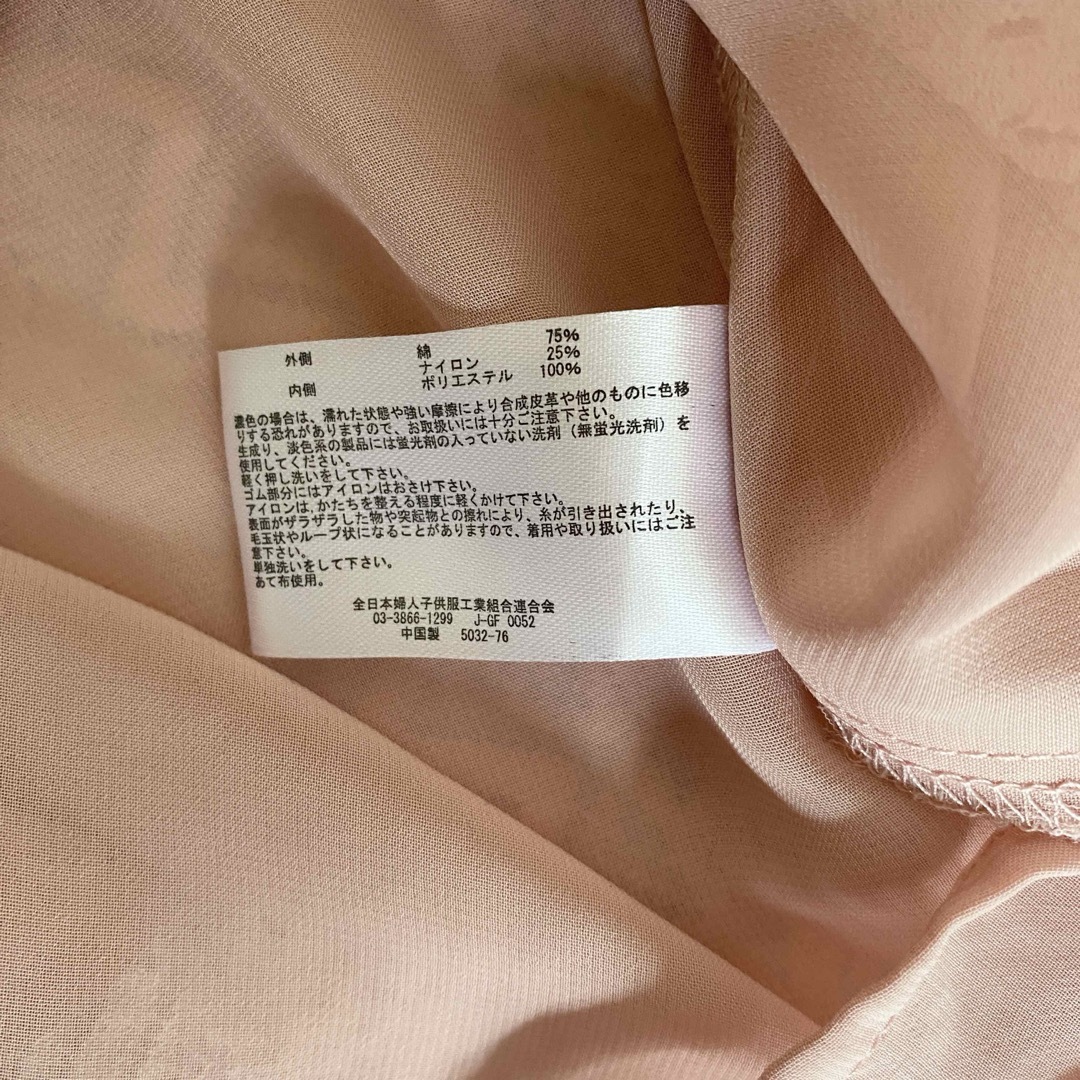 外側 綿 75%
ナイロン 25%
内側 ポリエステル 100%
濃色の場合は、濡れた状態や強い摩擦により合成皮革や他のものに色移
りする恐れがありますので、お取扱いには十分ご注意下さい。
生成り、淡色系の製品には蛍光剤の入っていない洗剤（無蛍光洗剤）を
使用してください。
軽く押し洗いをして下さい。
ゴム部分にはアイロンはおさけ下さい。
アイロンは、かたちを整える程度に軽くかけて下さい。
表面がザラザラした物や突起物との擦れにより、糸が引き出されたり、
毛玉状やループ状になることがありますので、着用や取り扱いにはご注
意下さい。
単独洗いをして下さい。
あて布使用。
全日本婦人子供服工業組合連合会
03-3866-1299 J-GF 0052
中国製 5032-76